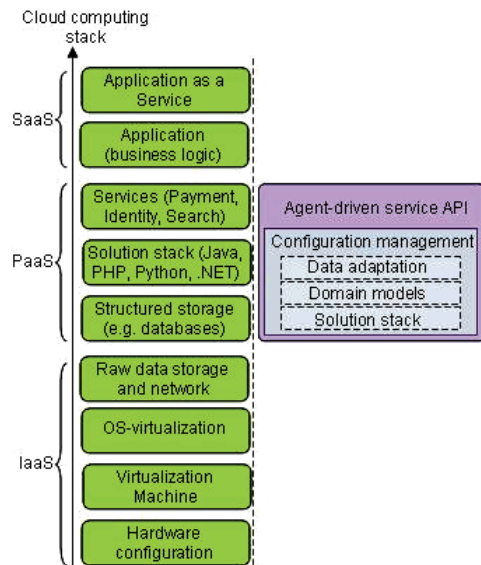 Cloud computing
stack
SaaS
Application as a
Service
Application
(business logic)
PaaS
Services (Payment,
Identity, Search)
Solution stack (Java,
PHP, Python, .NET)
Structured storage
(e.g. databases)
Agent-driven service API
Configuration management
Data adaptation
Domain models
Solution stack
IaaS
Raw data storage
and network
OS-virtualization
Virtualization
Machine
Hardware
configuration